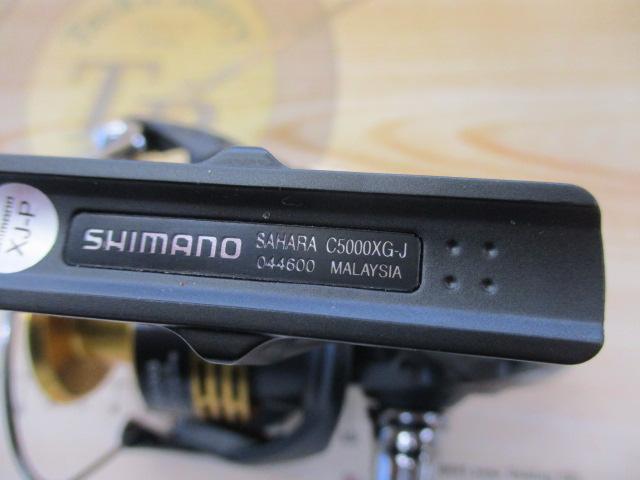 XJ-P
SHIMANO
SAHARA C5000XG-J
044600 MALAYSIA